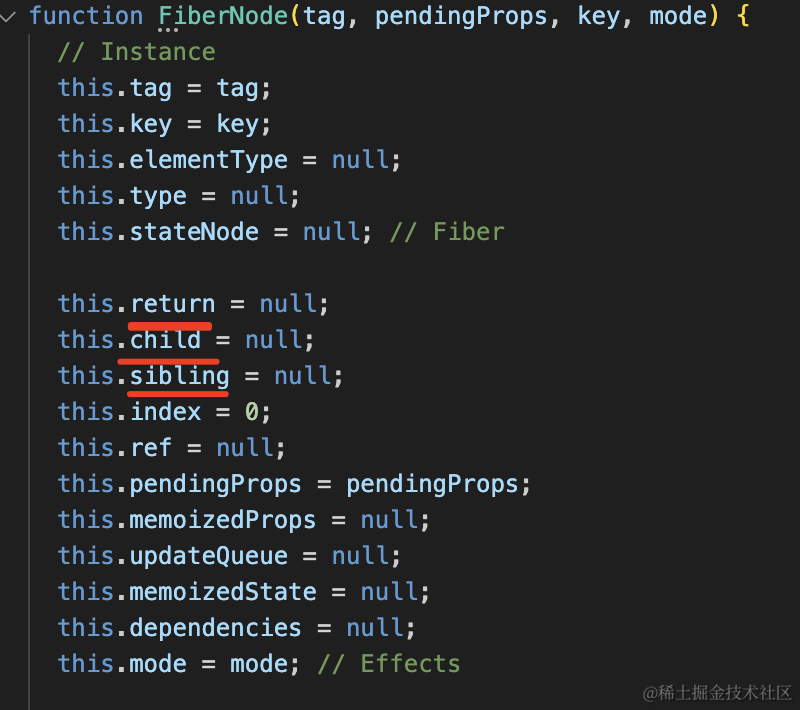 function FiberNode(tag, pendingProps, key, mode) {
// Instance
this.tag = tag;
this.key = key;
this.elementType = null;
this.type = null;
this.stateNode = null; // Fiber
this.return = null;
this.child = null;
this.sibling = null;
this.index = 0;
this.ref = null;
this.pendingProps = pendingProps;
this.memoizedProps = null;
this.updateQueue = null;
this.memoizedState = null;
this.dependencies = null;
this.mode = mode; // Effects
@稀土掘金技术社区